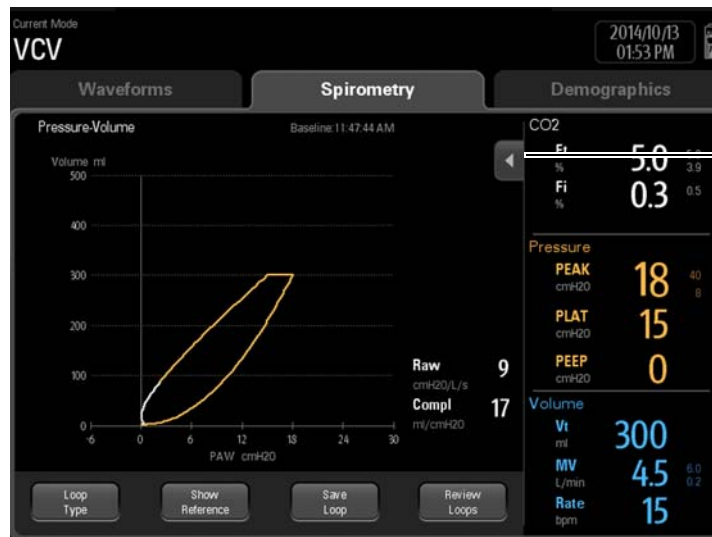 Current Mode
VCV
2014/10/13
01:53 PM
Waveforms
Spirometry
Demographics
Pressure-Volume
Baseline: 11:47:44 AM
Volume ml
500
400
300
200
100
0
-6 0 6 12 18 24 30
PAW cmH20
Raw 9
cmH20/L/s
Compl 17
ml/cmH20
Loop
Type
Show
Reference
Save
Loop
Review
Loops
CO2
Et 5.0
% 3.9
Fi 0.3 0.5
%
Pressure
PEAK 18 40
cmH20 8
PLAT 15
cmH20
PEEP 0
cmH20
Volume
Vt 300
ml
MV 4.5 6.0
L/min 0.2
Rate 15
bpm